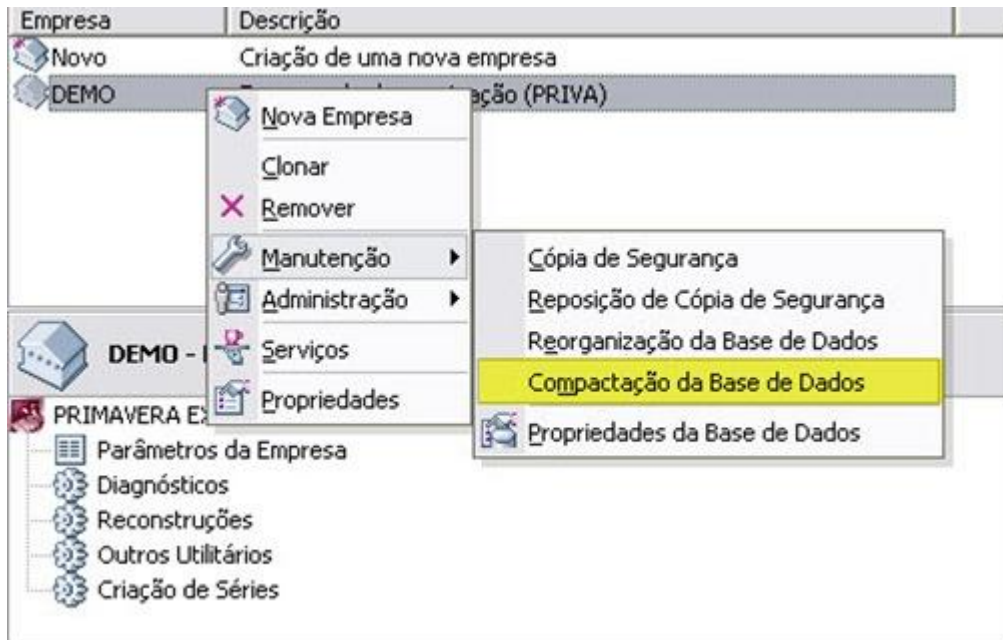 Empresa Descrição
Novo Criação de uma nova empresa
DEMO ação (PRIVA)
Nova Empresa
Clonar
Remover
Manutenção
Administração
Serviços
Propriedades
Cópia de Segurança
Reposição de Cópia de Segurança
Reorganização da Base de Dados
Compactação da Base de Dados
Propriedades da Base de Dados
DEMO -
PRIMAVERA E
Parâmetros da Empresa
Diagnósticos
Reconstruções
Outros Utilitários
Criação de Séries